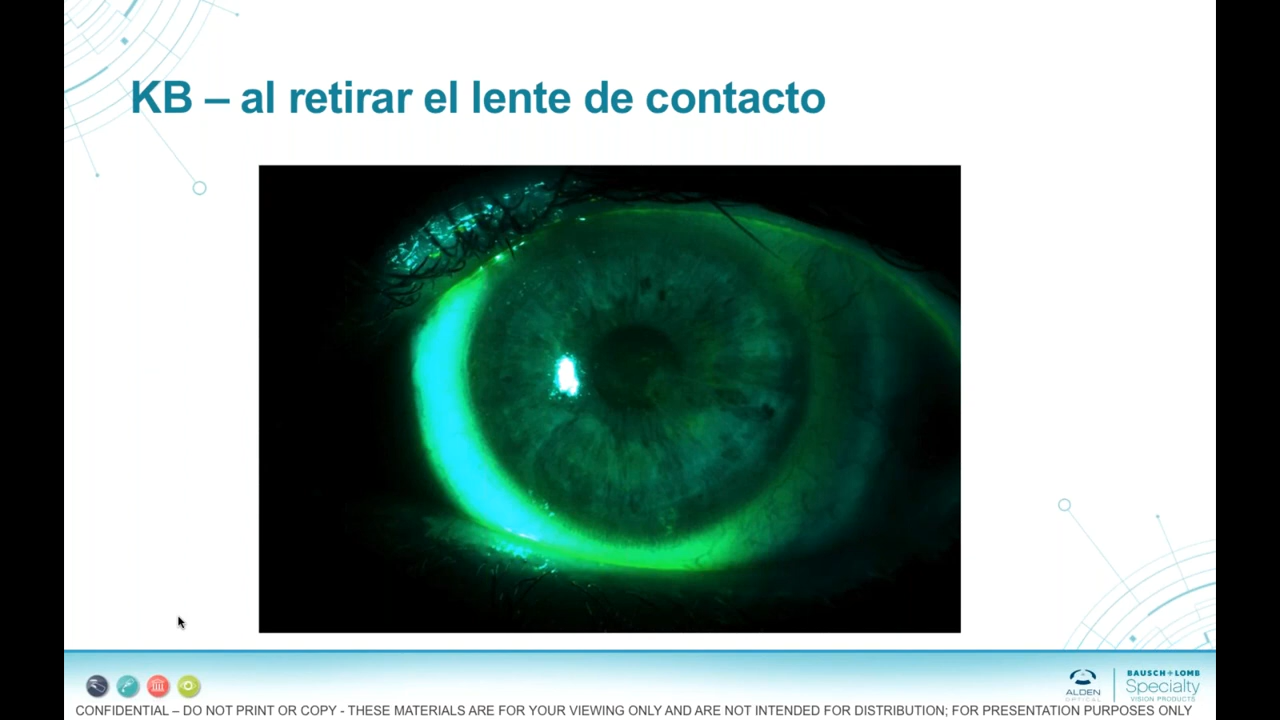 KB – al retirar el lente de contacto
ALDEN
OPTICAL
BAUSCH + LOMB
Specialty
VISION PRODUCTS
CONFIDENTIAL – DO NOT PRINT OR COPY - THESE MATERIALS ARE FOR YOUR VIEWING ONLY AND ARE NOT INTENDED FOR DISTRIBUTION; FOR PRESENTATION PURPOSES ONLY